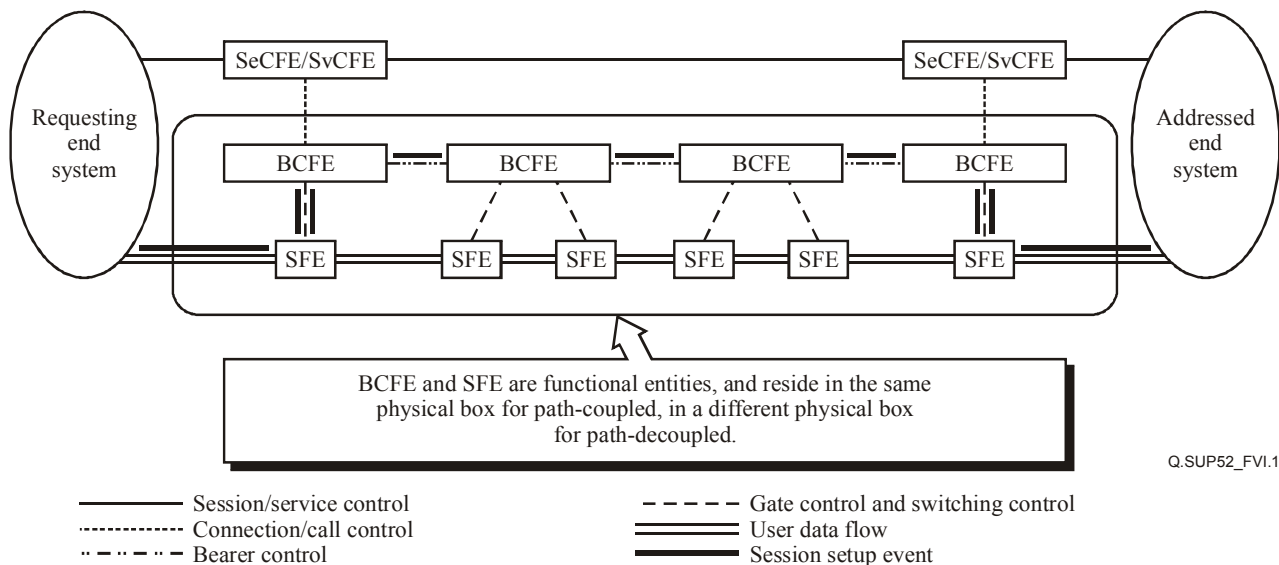 SeCFE/SvCFE
SeCFE/SvCFE
Requesting
end
system
Addressed
end
system
BCFE
BCFE
BCFE
BCFE
SFE
SFE
SFE
SFE
SFE
SFE
BCFE and SFE are functional entities, and reside in the same
physical box for path-coupled, in a different physical box
for path-decoupled.
Q.SUP52_FVI.1
Session/service control
Connection/call control
Bearer control
Gate control and switching control
User data flow
Session setup event